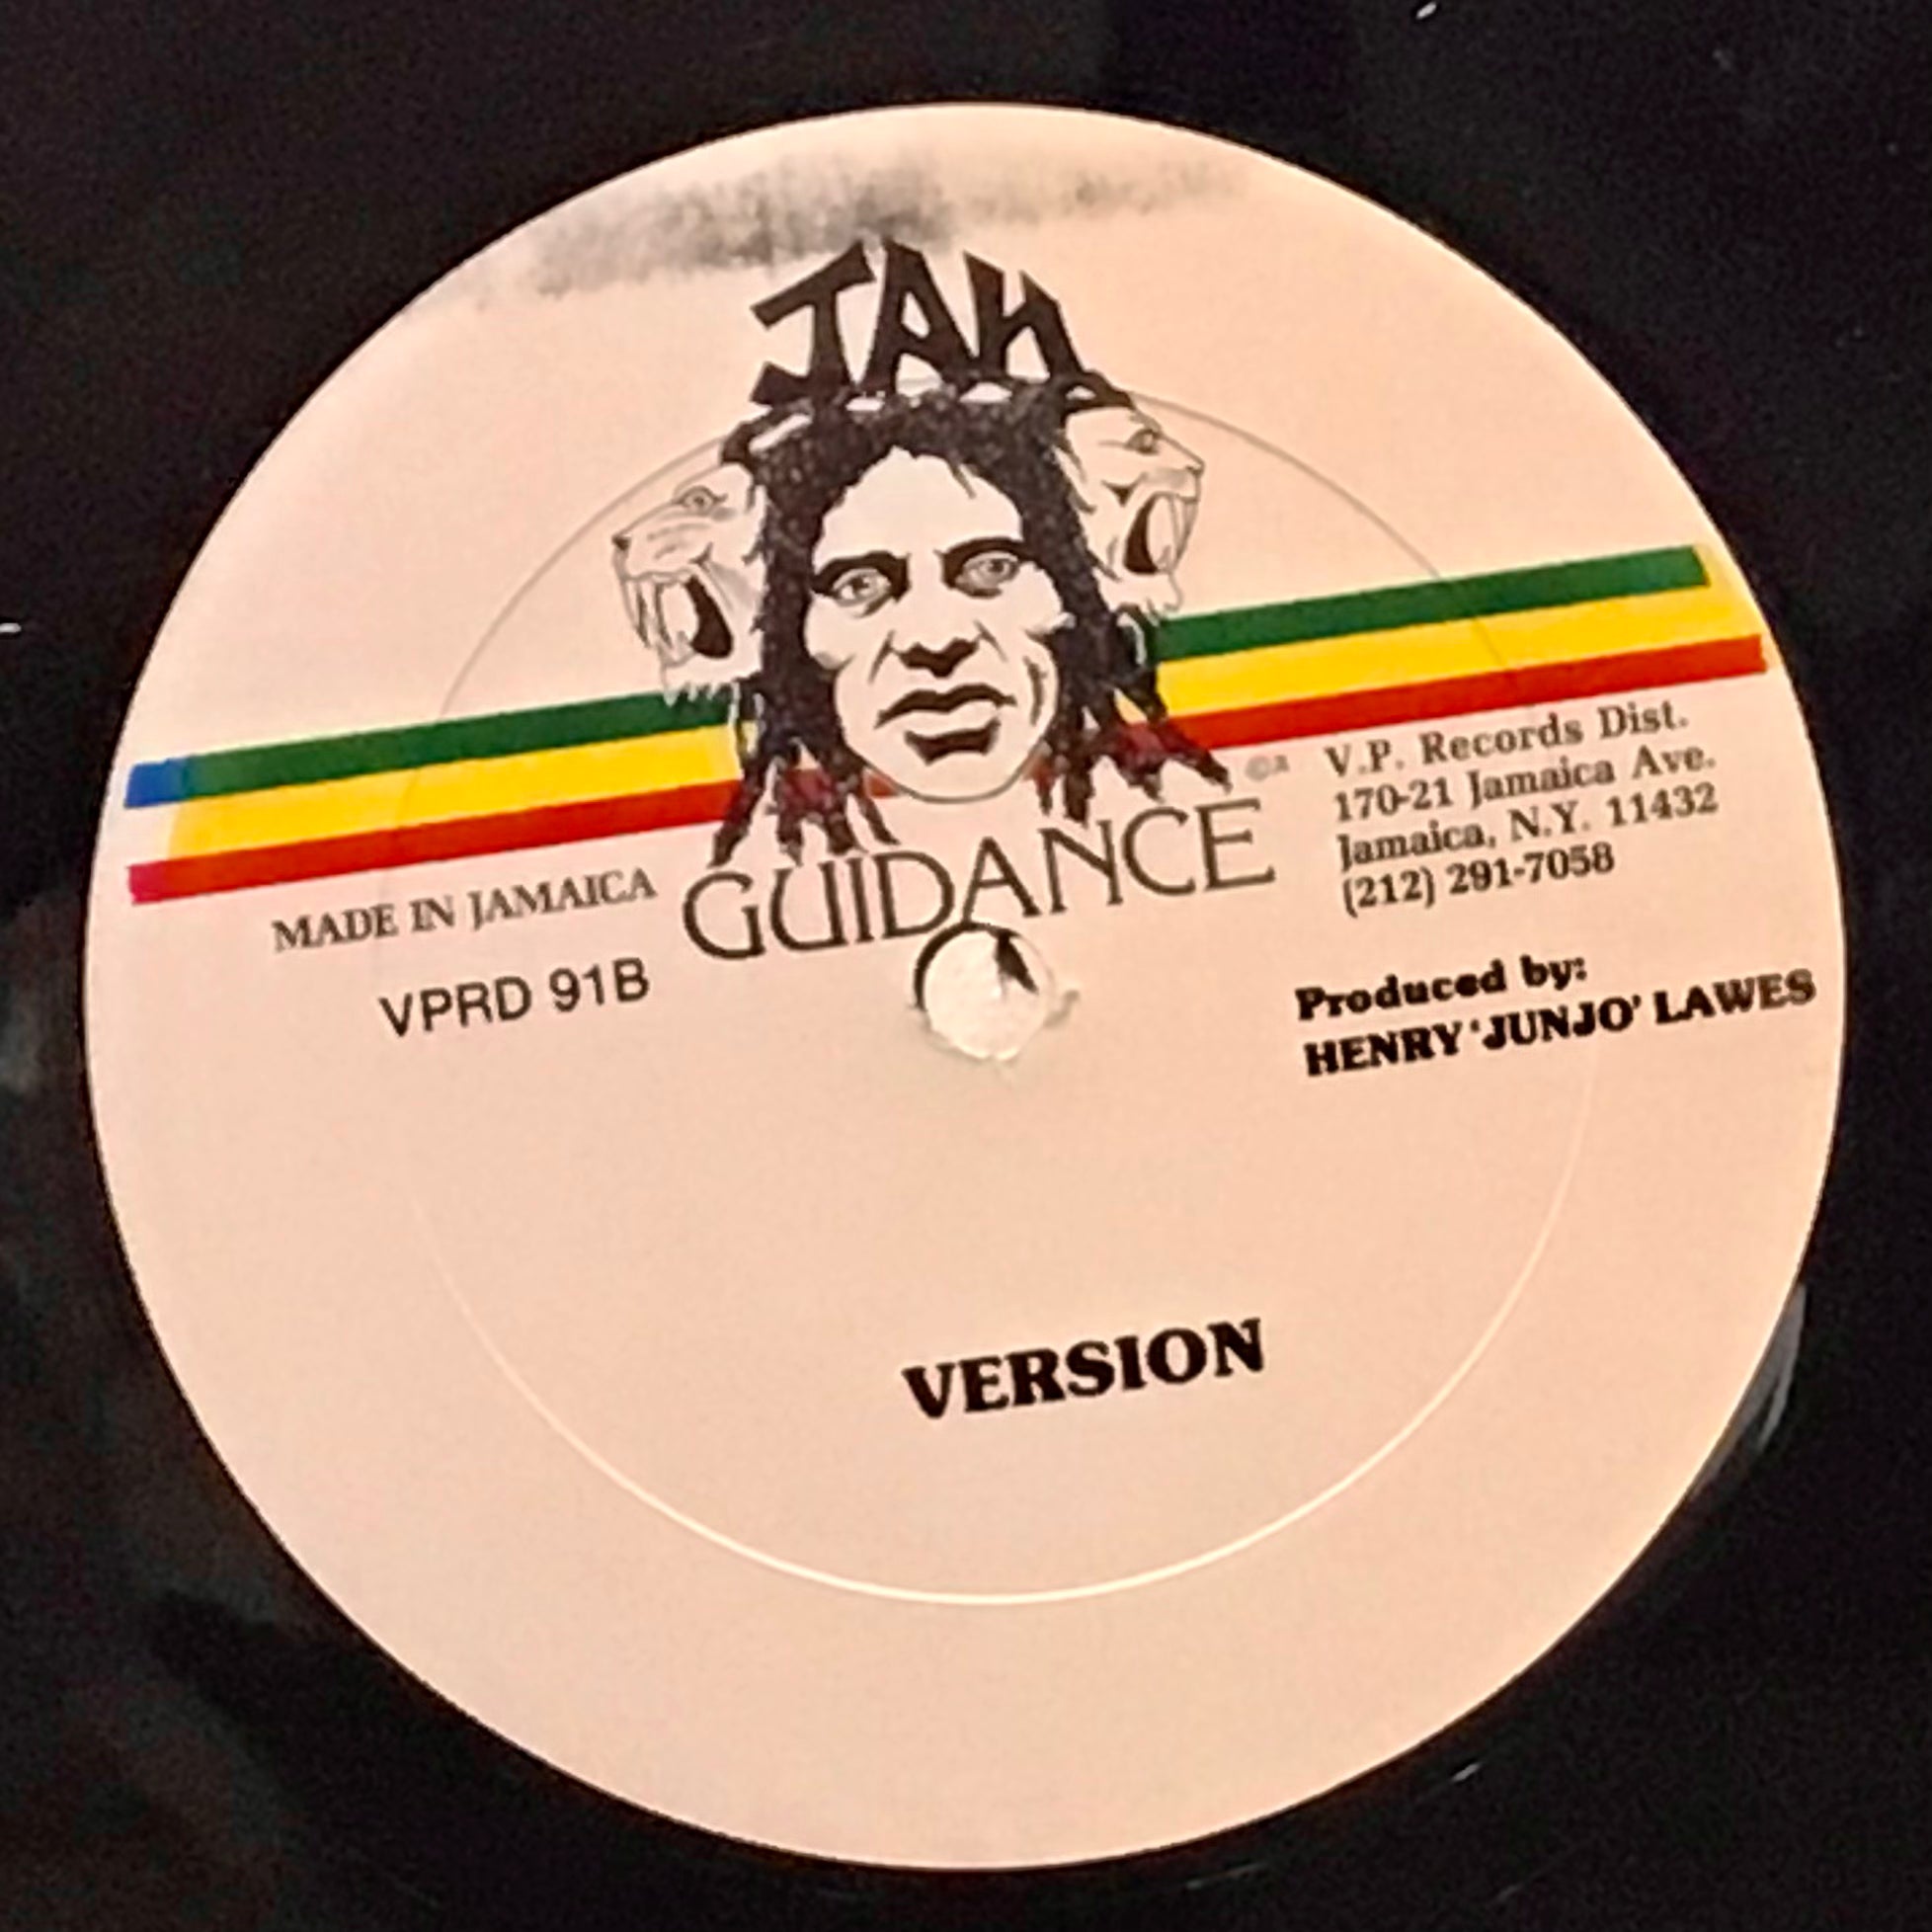 JAH
GUIDANCE
MADE IN JAMAICA
VPRD 91B
V.P. Records Dist.
170-21 Jamaica Ave.
Jamaica, N.Y. 11432
(212) 291-7058
Produced by:
HENRY 'JUNJO' LAWES
VERSION